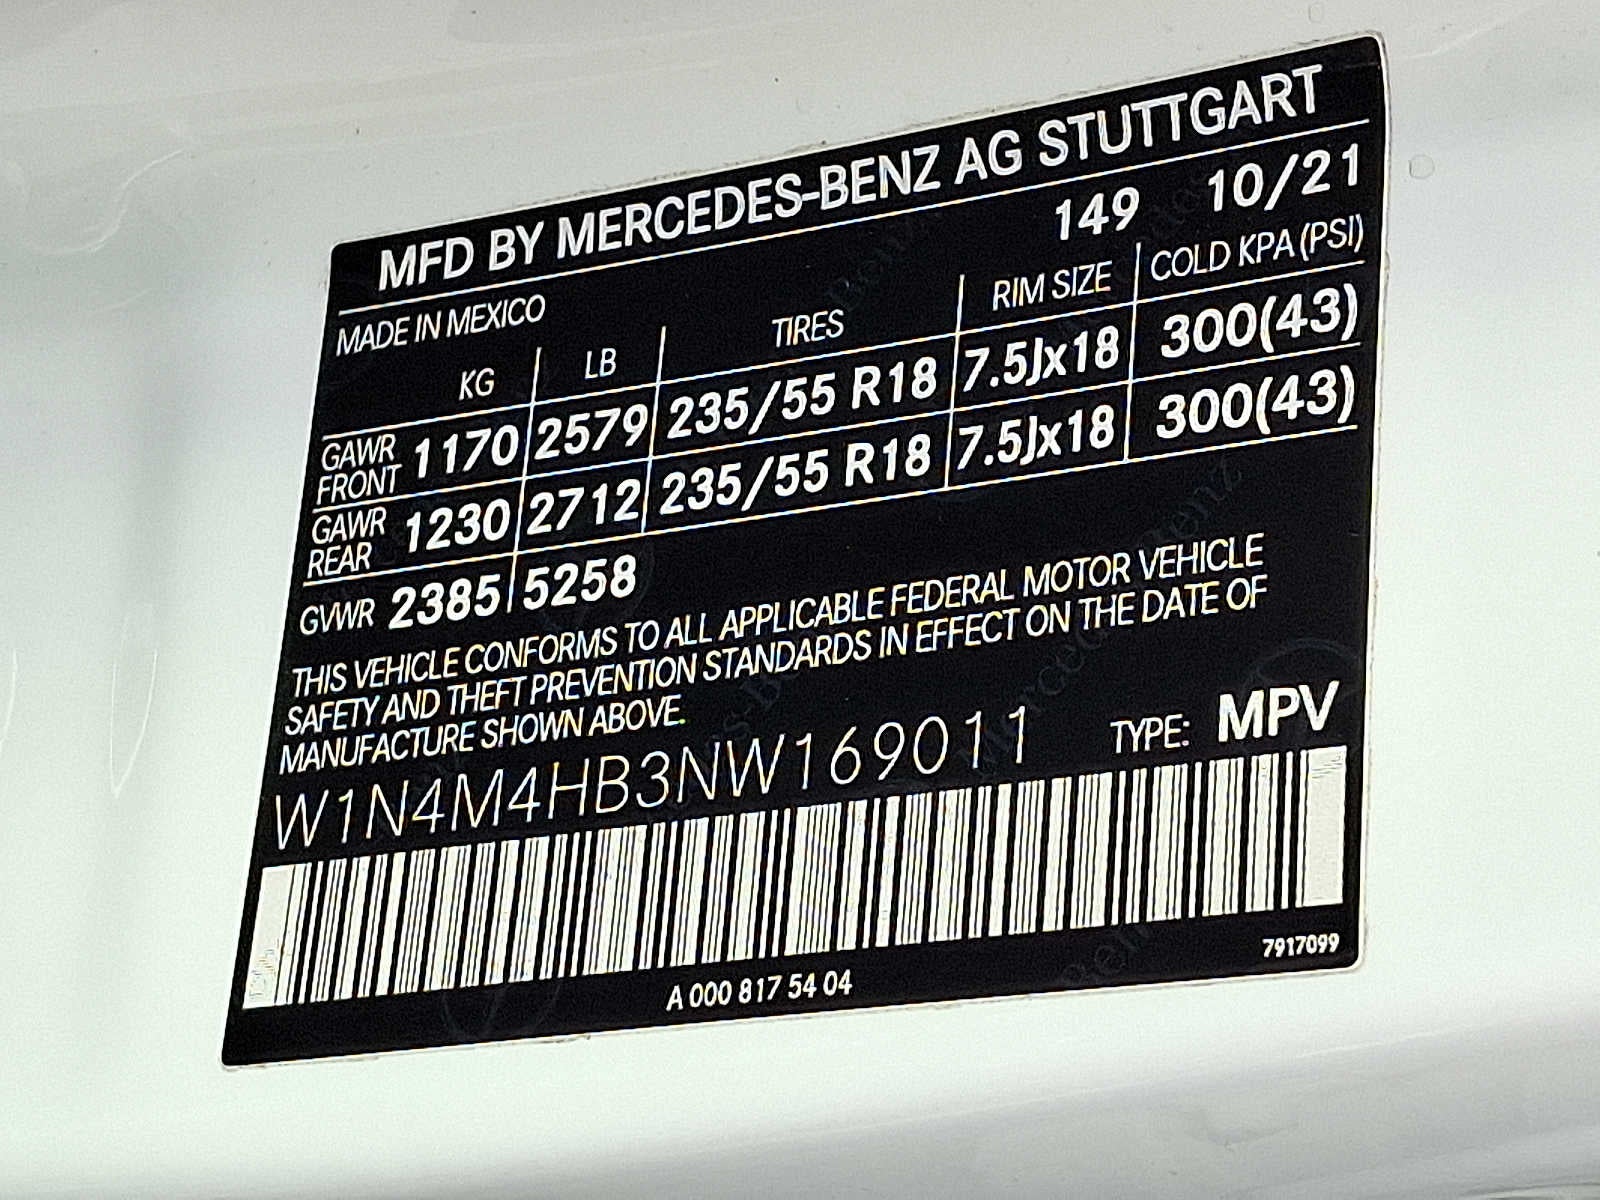 MFD BY MERCEDES-BENZ AG STUTTGART
MADE IN MEXICO 149 10/21
KG LB TIRES RIM SIZE COLD KPA (PSI)
GAWR FRONT 1170 2579 235/55 R18 7.5Jx18 300(43)
GAWR REAR 1230 2712 235/55 R18 7.5Jx18 300(43)
GVWR 2385 5258
THIS VEHICLE CONFORMS TO ALL APPLICABLE FEDERAL MOTOR VEHICLE
SAFETY AND THEFT PREVENTION STANDARDS IN EFFECT ON THE DATE OF
MANUFACTURE SHOWN ABOVE.
W1N4M4HB3NW169011 TYPE: MPV
A 000 817 54 04 7917099